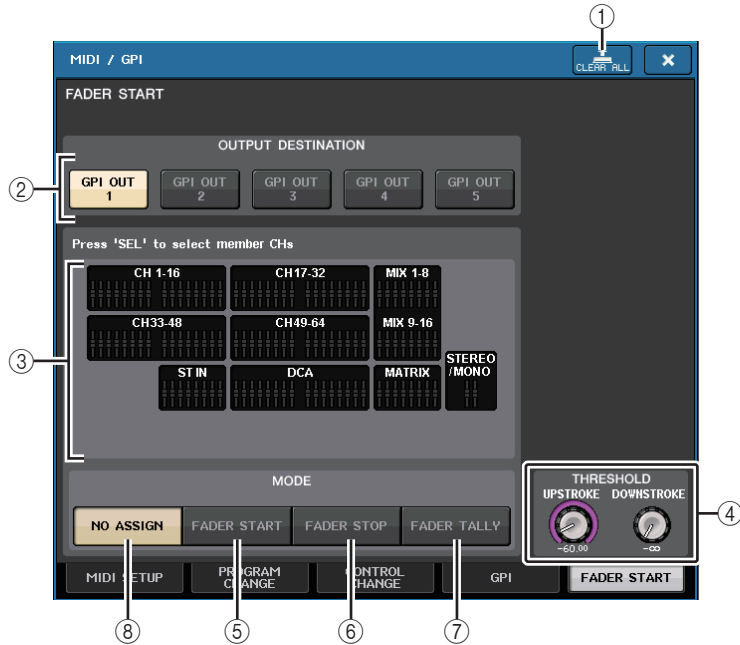 ①
MIDI / GPI
CLEAR ALL
×
FADER START
OUTPUT DESTINATION
②
GPI OUT 1
GPI OUT 2
GPI OUT 3
GPI OUT 4
GPI OUT 5
Press 'SEL' to select member CHs
③
CH 1-16
CH17-32
MIX 1-8
CH33-48
CH49-64
MIX 9-16
ST IN
DCA
MATRIX
STEREO /MONO
MODE
NO ASSIGN
FADER START
FADER STOP
FADER TALLY
THRESHOLD
UPSTROKE
DOWNSTROKE
-60.00
-∞
④
MIDI SETUP
PROGRAM CHANGE
CONTROL CHANGE
GPI
FADER START
⑧
⑤
⑥
⑦